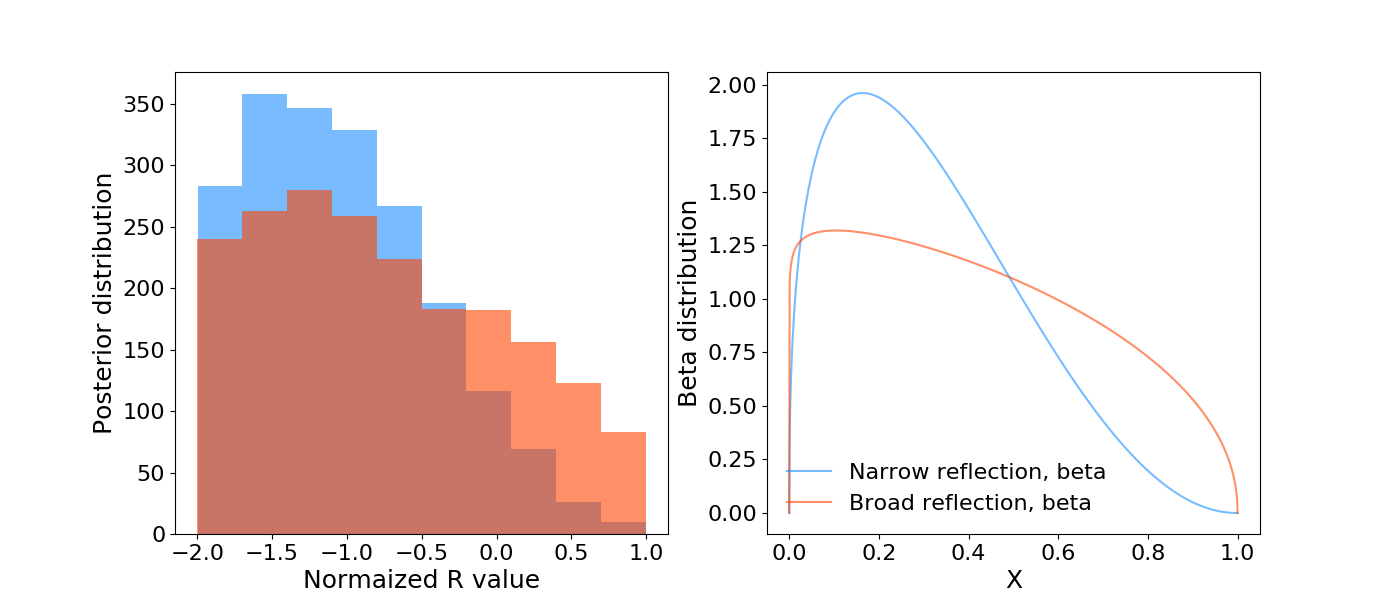 350
300
250
200
150
100
50
0
Posterior distribution
−2.0 −1.5 −1.0 −0.5 0.0 0.5 1.0
Normaized R value
2.00
1.75
1.50
1.25
1.00
0.75
0.50
0.25
0.00
Beta distribution
Narrow reflection, beta
Broad reflection, beta
0.0 0.2 0.4 0.6 0.8 1.0
X